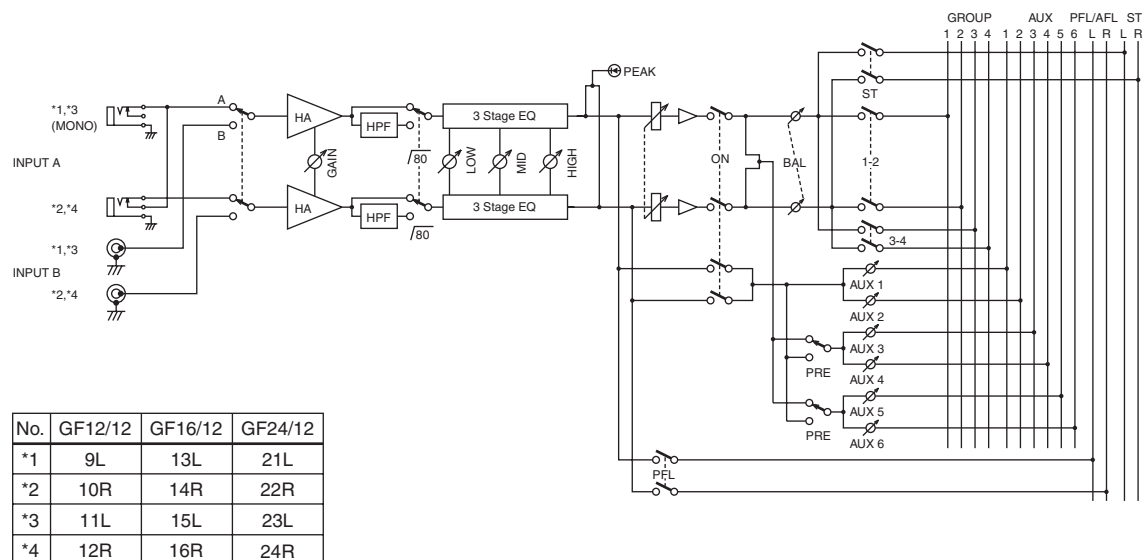 GROUP AUX PFL/AFL ST
1 2 3 4 1 2 3 4 5 6 L R L R
PEAK
ST
*1,*3
(MONO)
A
B
HA
HPF
√80
3 Stage EQ
GAIN
LOW
MID
HIGH
ON
BAL
1-2
INPUT A
*2,*4
HA
HPF
√80
3 Stage EQ
3-4
*1,*3
INPUT B
*2,*4
AUX 1
AUX 2
AUX 3
PRE
AUX 4
AUX 5
PRE
AUX 6
PFL
No. GF12/12 GF16/12 GF24/12
*1 9L 13L 21L
*2 10R 14R 22R
*3 11L 15L 23L
*4 12R 16R 24R